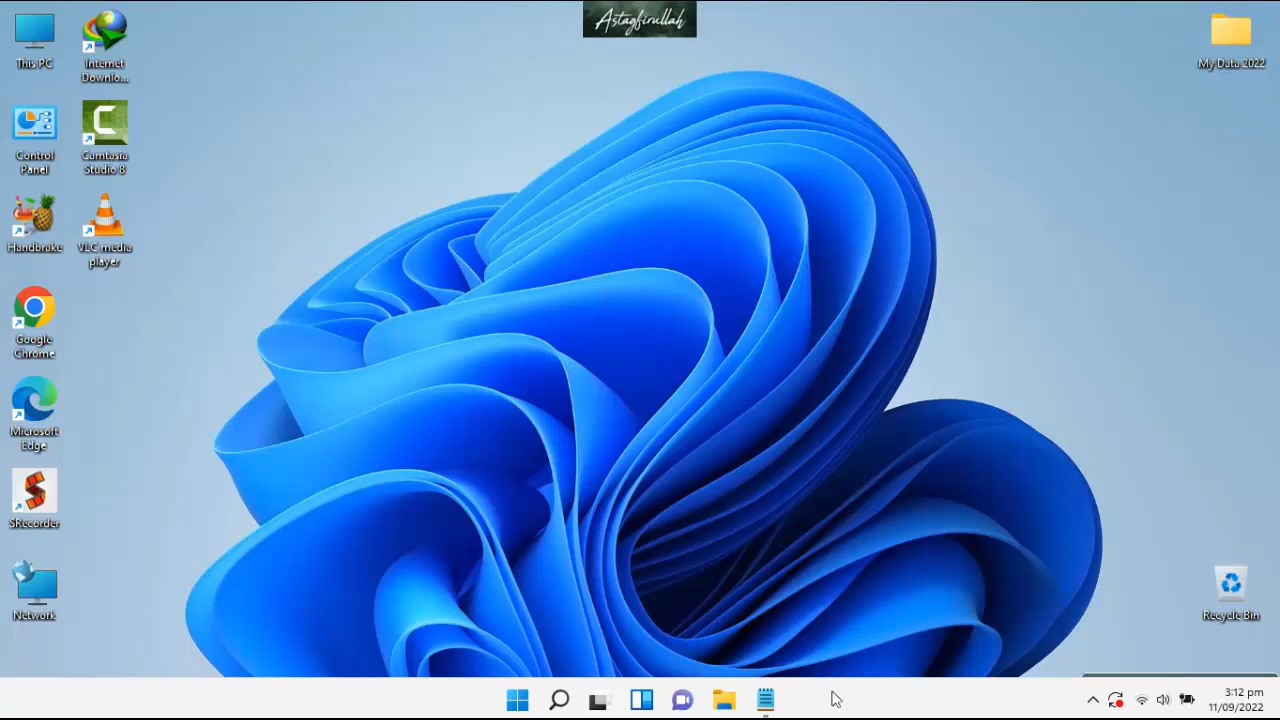 Astagfirullah
This PC
Internet
Downlo...
My Data 2022
Control
Panel
Camtasia
Studio 8
Handbrake
VLC media
player
Google
Chrome
Microsoft
Edge
SRecorder
Network
Recycle Bin
3:12 pm
11/09/2022